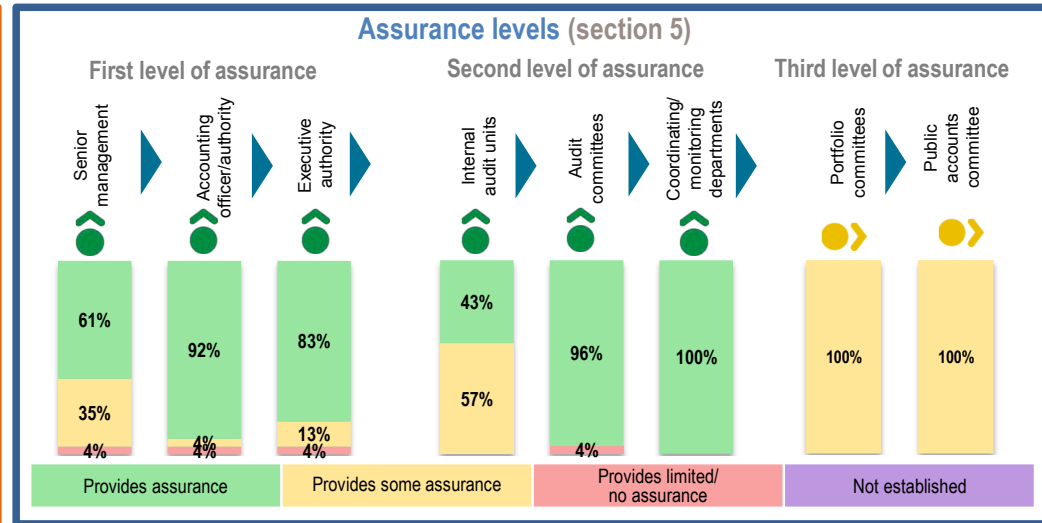 Assurance levels (section 5)
First level of assurance
Second level of assurance
Third level of assurance
Senior
management
Accounting
officer/authority
Executive
authority
Internal
audit units
Audit
committees
Coordinating/
monitoring
departments
Portfolio
committees
Public
accounts
committee
61%
35%
4%
92%
4%
4%
83%
13%
4%
43%
57%
96%
4%
100%
100%
100%
Provides assurance
Provides some assurance
Provides limited/
no assurance
Not established